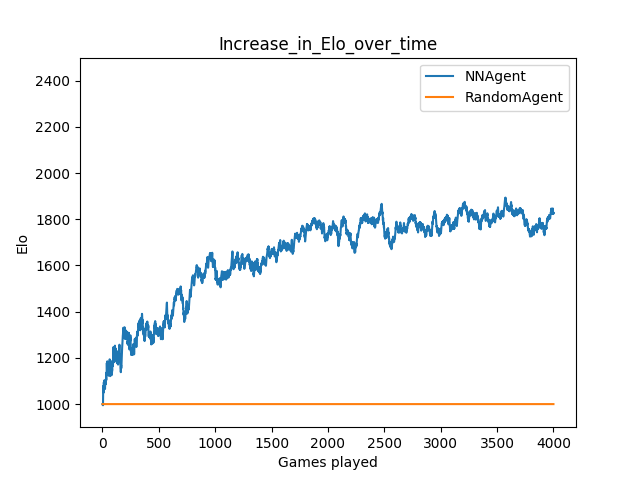 Increase_in_Elo_over_time
NNAgent
RandomAgent
2400
2200
2000
1800
1600
1400
1200
1000
Elo
0 500 1000 1500 2000 2500 3000 3500 4000
Games played